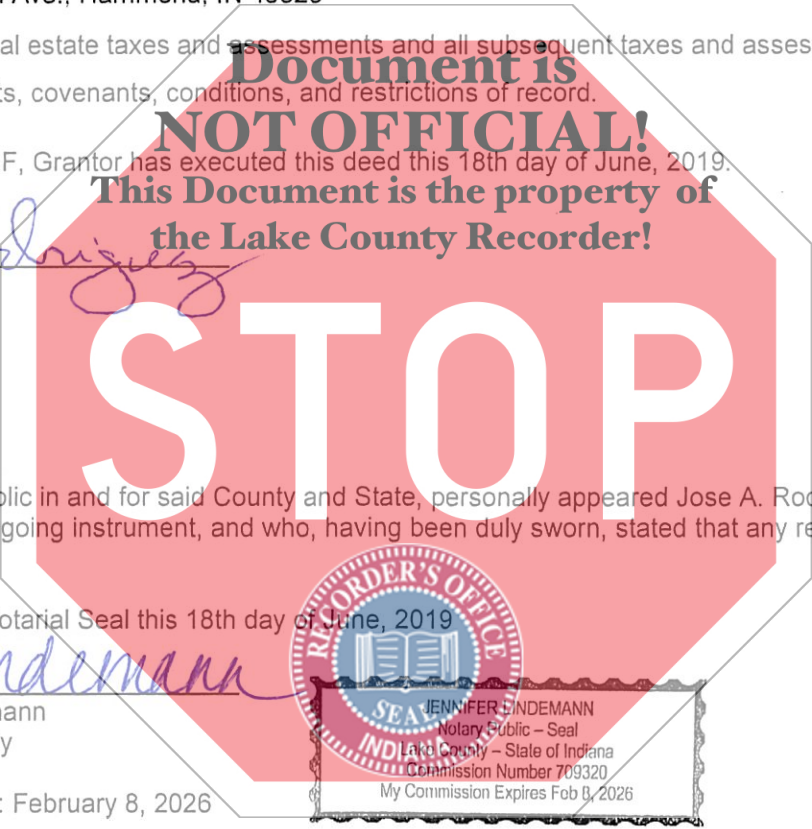 Ave., Hammond, IN
al estate taxes and assessments and all subsequent taxes and asses
Document is
ts, covenants, conditions, and restrictions of record.
NOT OFFICIAL!
F, Grantor has executed this deed this 18th day of June, 2019.
This Document is the property of
the Lake County Recorder!
driguez
STOP
olic in and for said County and State, personally appeared Jose A. Rod
going instrument, and who, having been duly sworn, stated that any re
RECORDER'S OFFICE
otarial Seal this 18th day of June, 2019
ndemann
SEAL
INDIANA
JENNIFER LINDEMANN
Notary Public – Seal
Lake County – State of Indiana
Commission Number 709320
My Commission Expires Feb 8, 2026
ann
y
: February 8, 2026